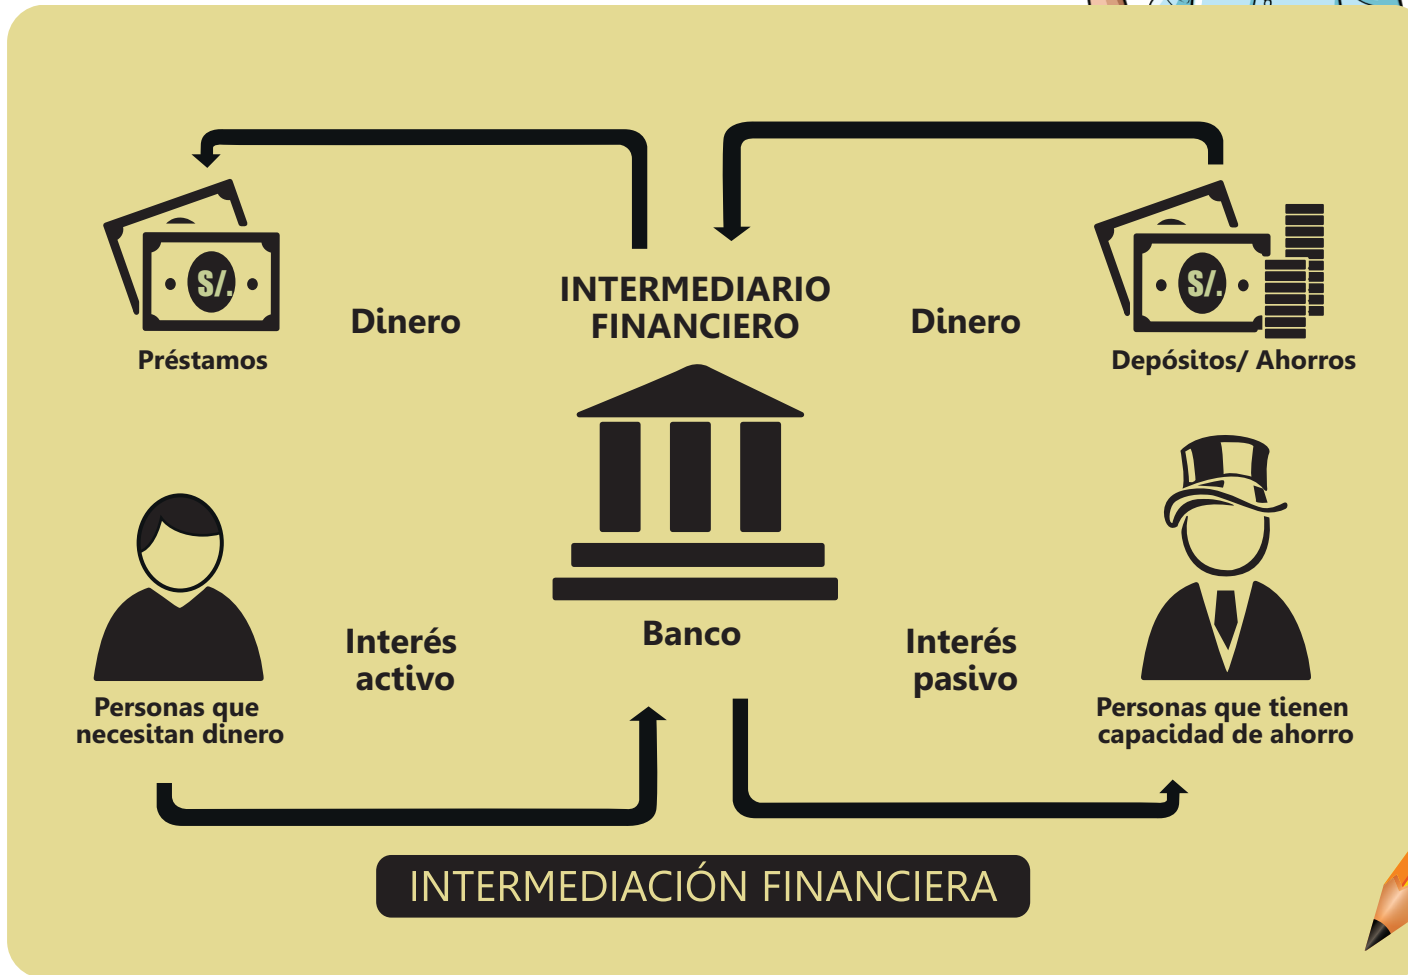 INTERMEDIARIO
FINANCIERO
S/.
Préstamos
Dinero
Dinero
S/.
Depósitos/ Ahorros
Personas que
necesitan dinero
Interés
activo
Banco
Interés
pasivo
Personas que tienen
capacidad de ahorro
INTERMEDIACIÓN FINANCIERA